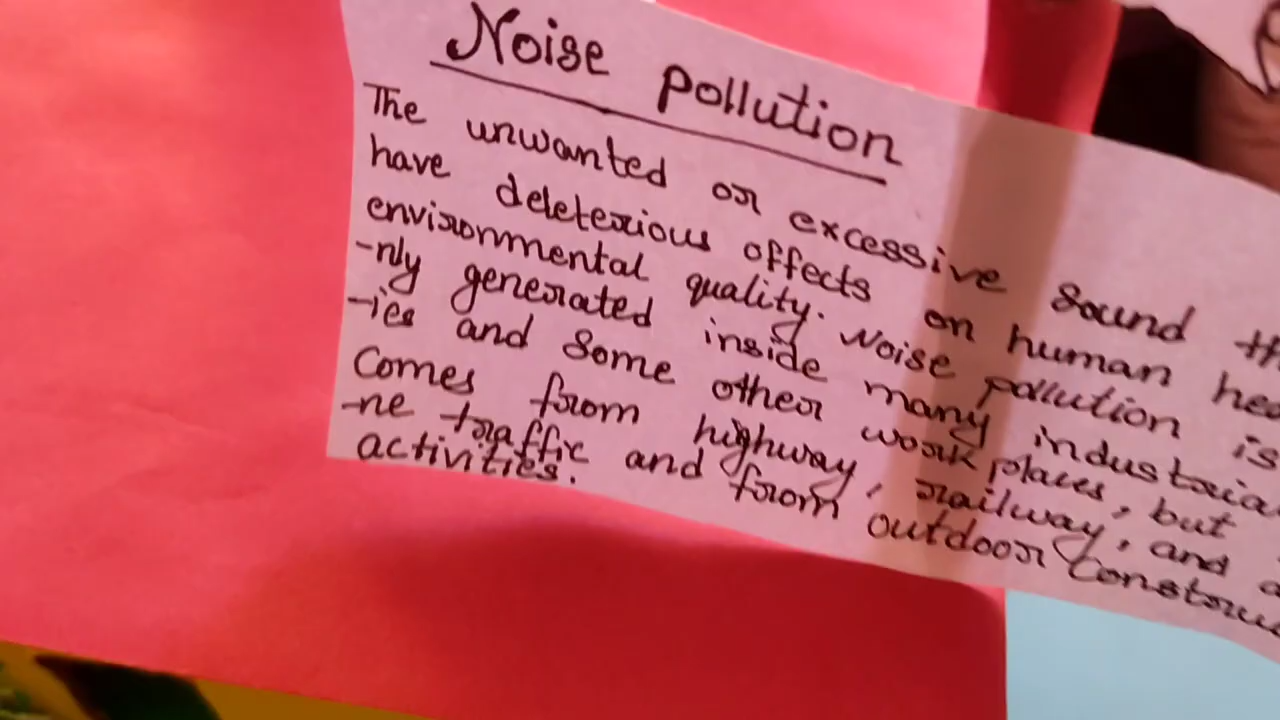 Noise pollution
The unwanted or excessive sound th
have deleterious effects on human hea
environmental quality. Noise pollution is
-nly generated inside many industria
-ies and some other work places, but
comes from highway, railway, and a
-ne traffic and from outdoor constru
activities.